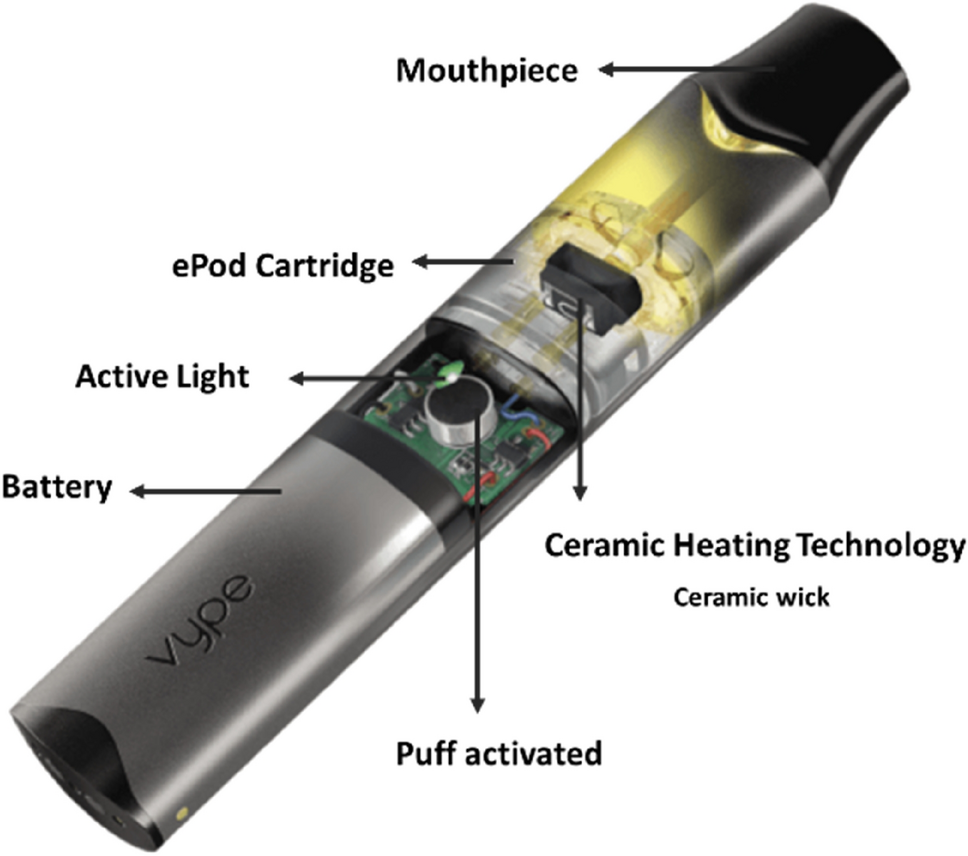 Mouthpiece
ePod Cartridge
Active Light
Battery
Ceramic Heating Technology
Ceramic wick
vype
Puff activated